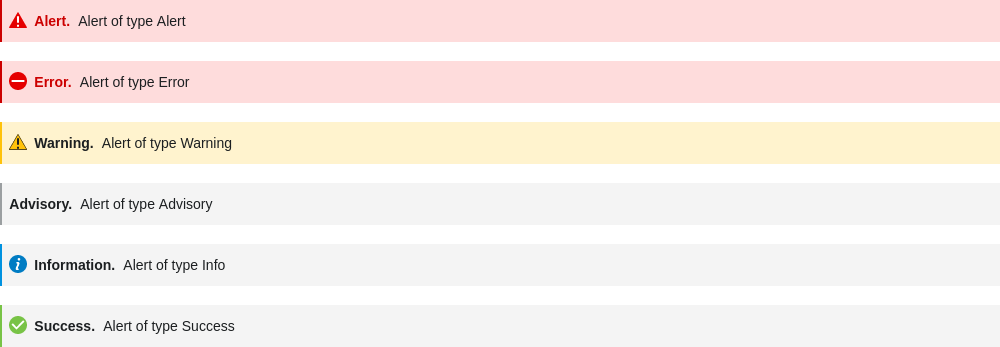 Alert. Alert of type Alert
Error. Alert of type Error
Warning. Alert of type Warning
Advisory. Alert of type Advisory
Information. Alert of type Info
Success. Alert of type Success